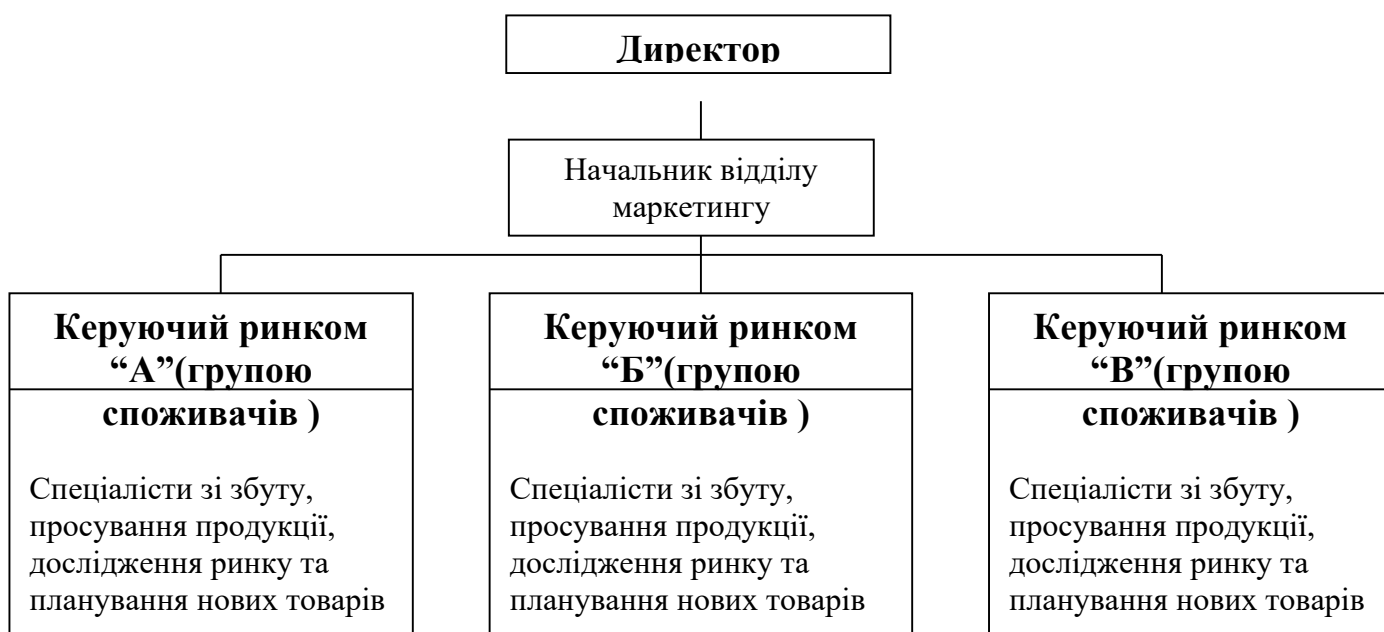 Директор
Начальник відділу
маркетингу
Керуючий ринком
“А”(групою
споживачів )
Спеціалісти зі збуту,
просування продукції,
дослідження ринку та
планування нових товарів
Керуючий ринком
“Б”(групою
споживачів )
Спеціалісти зі збуту,
просування продукції,
дослідження ринку та
планування нових товарів
Керуючий ринком
“В”(групою
споживачів )
Спеціалісти зі збуту,
просування продукції,
дослідження ринку та
планування нових товарів